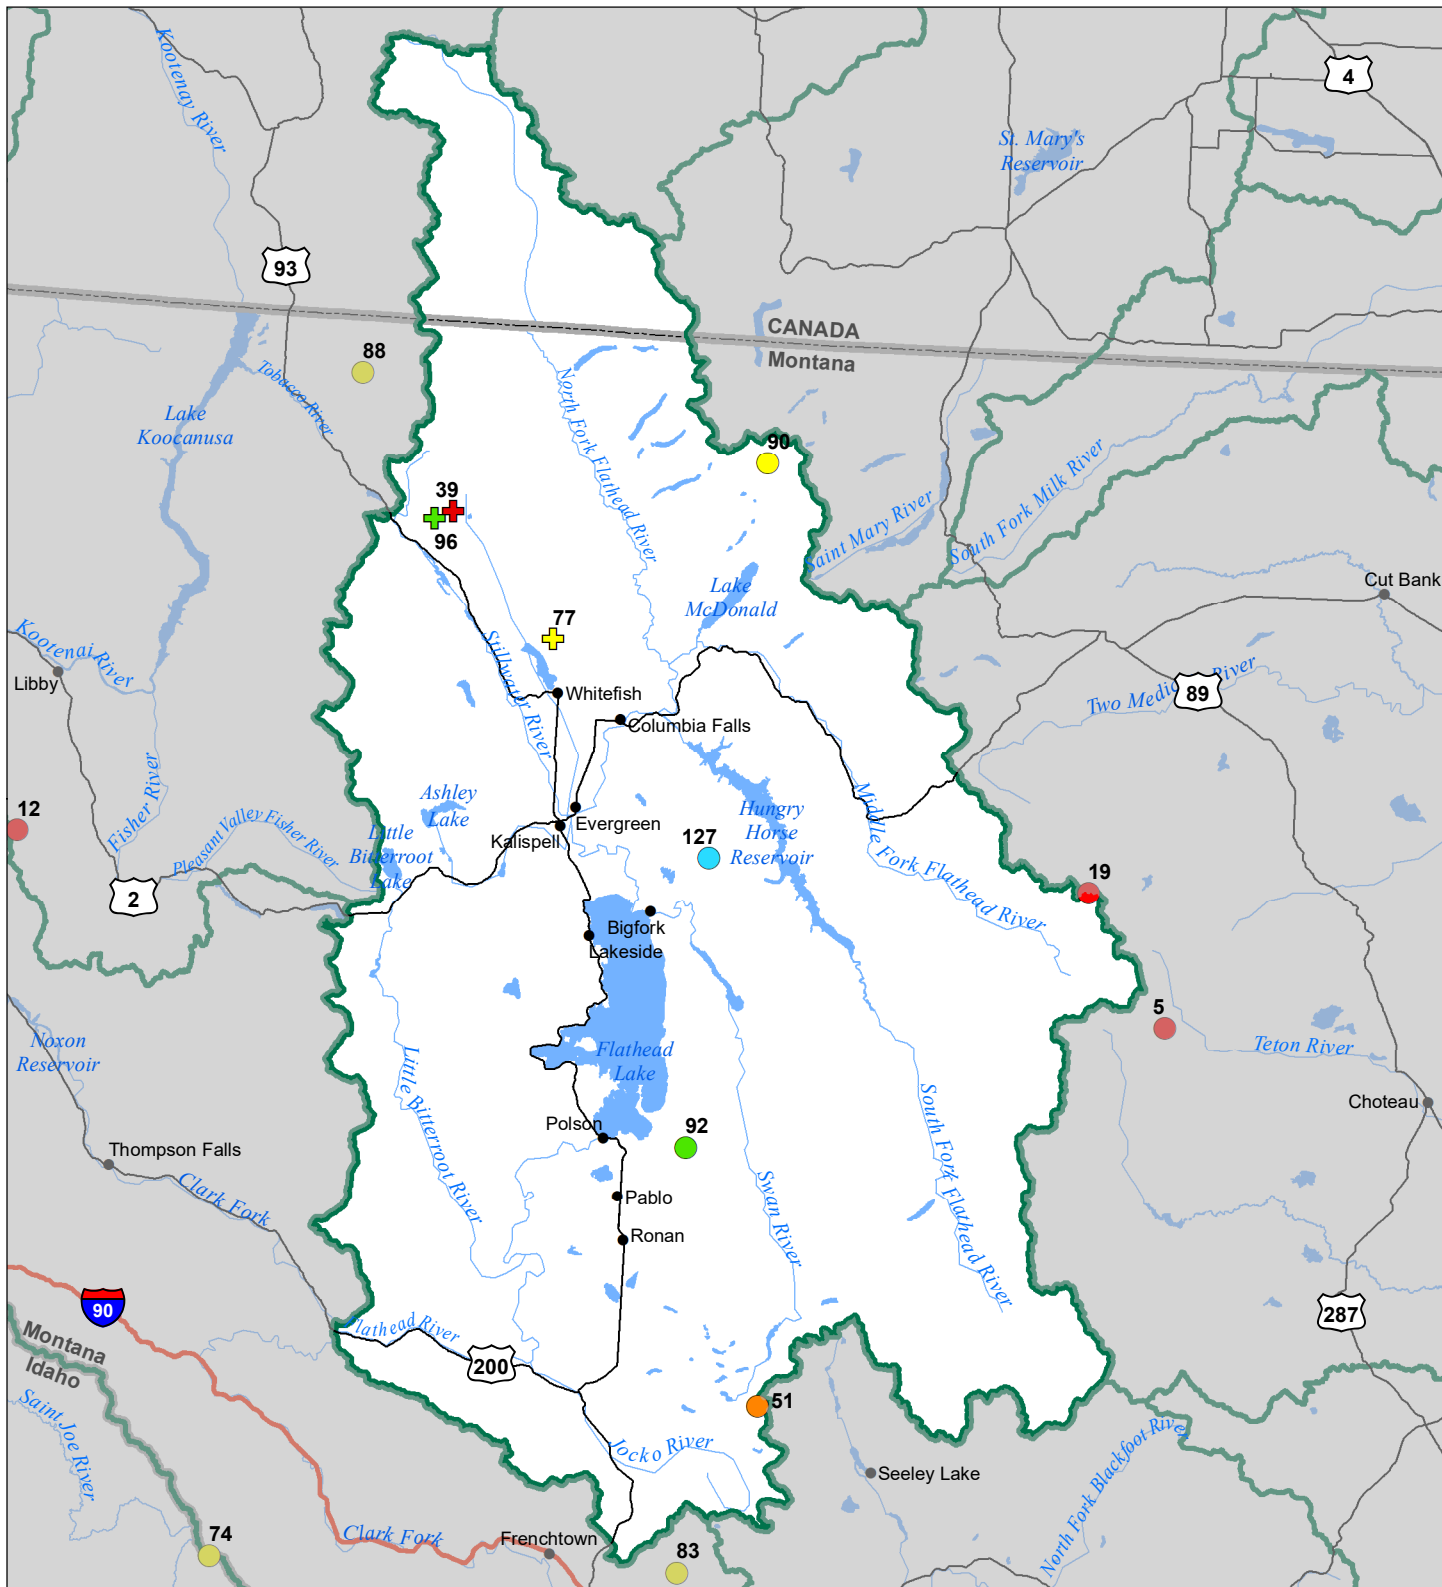 Kootenay River
4
St. Mary's
Reservoir
93
CANADA
Montana
88
Tobacco River
Lake
Koocanusa
North Fork Flathead River
90
39
96
Saint Mary River
South Fork Milk River
Cut Bank
Lake
McDonald
77
Kootenai River
Libby
Stillwater River
Whitefish
Columbia Falls
Two Medic River
89
12
Fisher River
Pleasant Valley Fisher River
2
Ashley
Lake
Little
Bitterroot
Lake
Evergreen
Kalispell
127
Hungry
Horse
Reservoir
Middle Fork Flathead River
19
Bigfork
Lakeside
5
Teton River
Noxon
Reservoir
Flathead
Lake
Little Bitterroot River
Choteau
Polson
92
Thompson Falls
Clark Fork
Pablo
Ronan
Swan River
South Fork Flathead River
90
Montana
Idaho
Flathead River
200
287
Saint Joe River
51
Jocko River
Seeley Lake
North Fork Blackfoot River
74
Clark Fork
Frenchtown
83